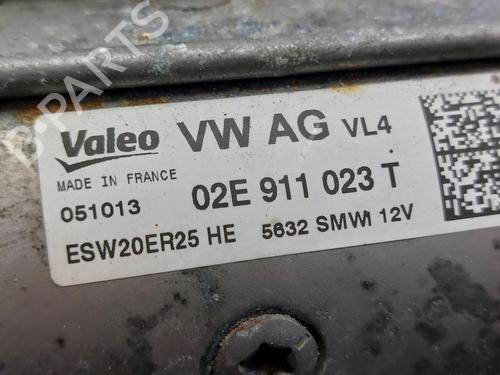 B-PARTS
Valeo VW AG VL4
MADE IN FRANCE
051013 02E 911 023 T
ESW20ER25 HE 5632 SMWI 12V